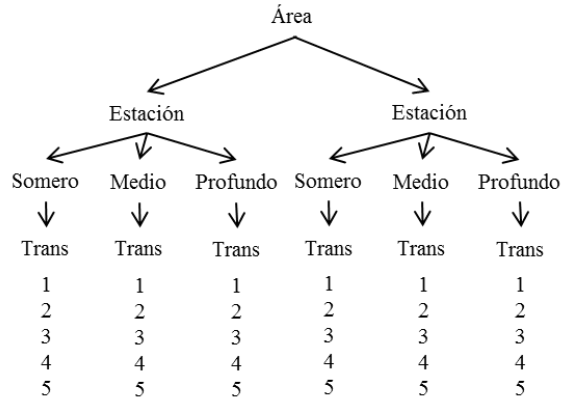 Área
Estación Estación
Somero Medio Profundo Somero Medio Profundo
Trans Trans Trans Trans Trans Trans
1 1 1 1 1 1
2 2 2 2 2 2
3 3 3 3 3 3
4 4 4 4 4 4
5 5 5 5 5 5